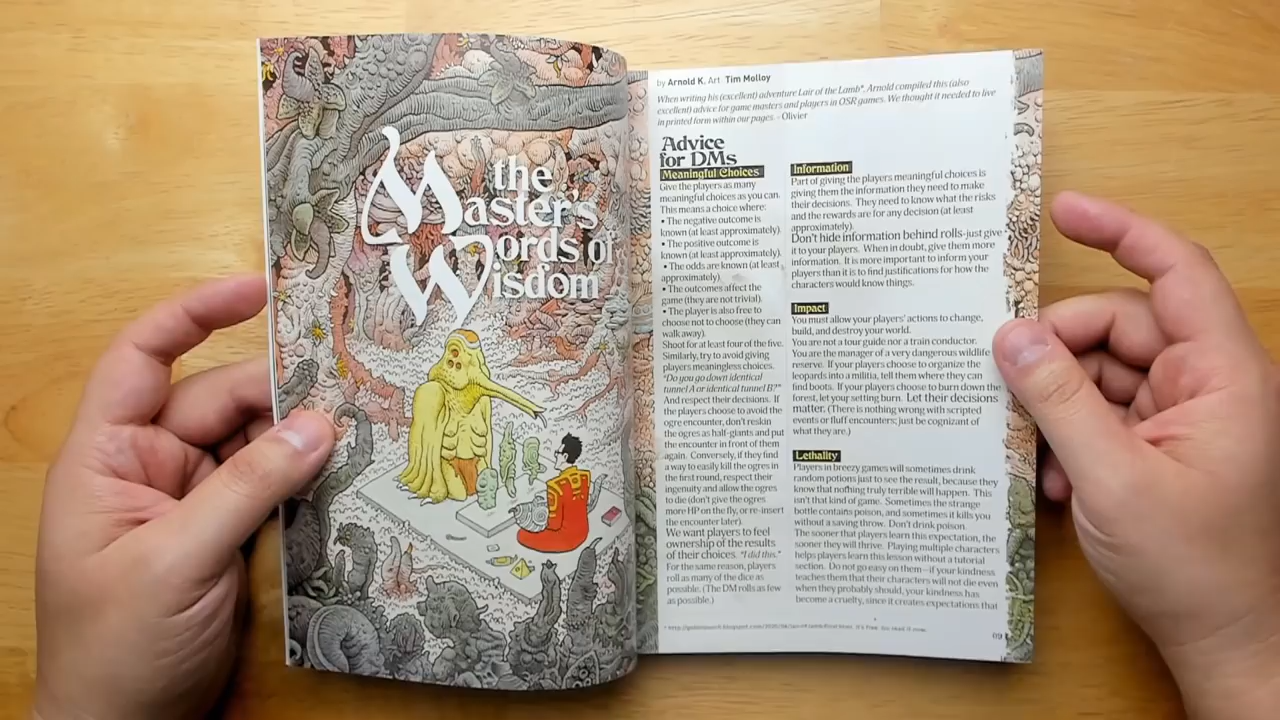 the
Master's
Words of
Wisdom
by Arnold K. Art Tim Molloy
When writing his (excellent) adventure Lair of the Lamb*, Arnold compiled this (also
excellent) advice for game masters and players in OSR games. We thought it needed to live
in printed form within our pages. - Olivier
Advice
for DMs
Meaningful Choices
Give the players as many
meaningful choices as you can.
This means a choice where:
• The negative outcome is
known (at least approximately).
• The positive outcome is
known (at least approximately).
• The odds are known (at least
approximately).
• The outcomes affect the
game (they are not trivial).
• The player is also free to
choose not to choose (they can
walk away).
Shoot for at least four of the five.
Similarly, try to avoid giving
players meaningless choices.
"Do you go down identical
tunnel A or identical tunnel B?"
And respect their decisions. If
the players choose to avoid the
ogre encounter, don't reskin
the ogres as half-giants and put
the encounter in front of them
again. Conversely, if they find
a way to easily kill the ogres in
the first round, respect their
ingenuity and allow the ogres
to die (don't give the ogres
more HP on the fly, or re-insert
the encounter later).
We want players to feel
ownership of the results
of their choices. "I did this."
For the same reason, players
roll as many of the dice as
possible. (The DM rolls as few
as possible.)
Information
Part of giving the players meaningful choices is
giving them the information they need to make
their decisions. They need to know what the risks
and the rewards are for any decision (at least
approximately).
Don't hide information behind rolls-just give
it to your players. When in doubt, give them more
information. It is more important to inform your
players than it is to find justifications for how the
characters would know things.
Impact
You must allow your players' actions to change,
build, and destroy your world.
You are not a tour guide nor a train conductor.
You are the manager of a very dangerous wildlife
reserve. If your players choose to organize the
leopards into a militia, tell them where they can
find boots. If your players choose to burn down the
forest, let your setting burn. Let their decisions
matter. (There is nothing wrong with scripted
events or fluff encounters; just be cognizant of
what they are.)
Lethality
Players in breezy games will sometimes drink
random potions just to see the result, because they
know that nothing truly terrible will happen. This
isn't that kind of game. Sometimes the strange
bottle contains poison, and sometimes it kills you
without a saving throw. Don't drink poison.
The sooner that players learn this expectation, the
sooner they will thrive. Playing multiple characters
helps players learn this lesson without a tutorial
section. Do not go easy on them—if your kindness
teaches them that their characters will not die even
when they probably should, your kindness has
become a cruelty, since it creates expectations that
09